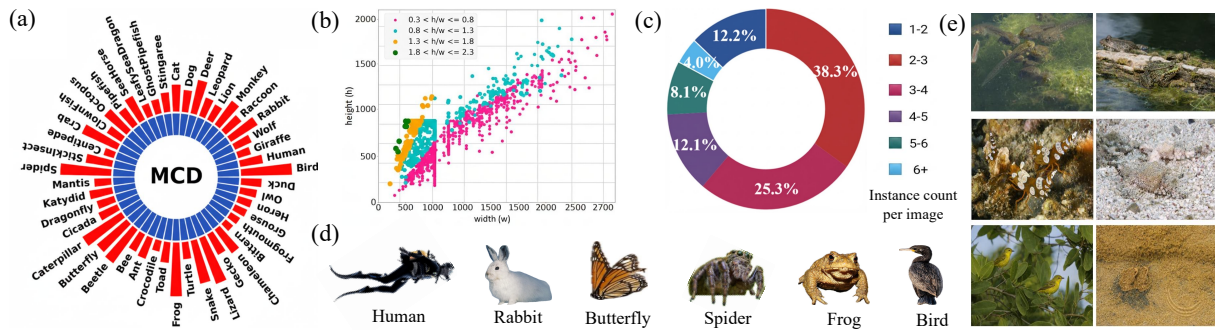 (a)
MCD
Cat
Dog
Deer
Leopard
Lion
Monkey
Raccoon
Rabbit
Wolf
Giraffe
Human
Bird
Duck
Owl
Heron
Grouse
Frogmouth
Bittern
Chameleon
Gecko
Lizard
Snake
Turtle
Frog
Toad
Crocodile
Ant
Bee
Beetle
Butterfly
Caterpillar
Cicada
Dragonfly
Katydid
Mantis
Spider
StickInsect
Centipede
Crab
ClownFish
Octopus
Pipefish
SeaHorse
LeafySeaDragon
GhostPipefish
Stingaree
(b)
0.3 < h/w <= 0.8
0.8 < h/w <= 1.3
1.3 < h/w <= 1.8
1.8 < h/w <= 2.3
2000
1500
1000
500
0
height (h)
0 500 1000 1500 2000 2500 2700
width (w)
(c)
12.2%
38.3%
4.0%
8.1%
12.1%
25.3%
1-2
2-3
3-4
4-5
5-6
6+
Instance count
per image
(d)
Human Rabbit Butterfly Spider Frog Bird
(e)